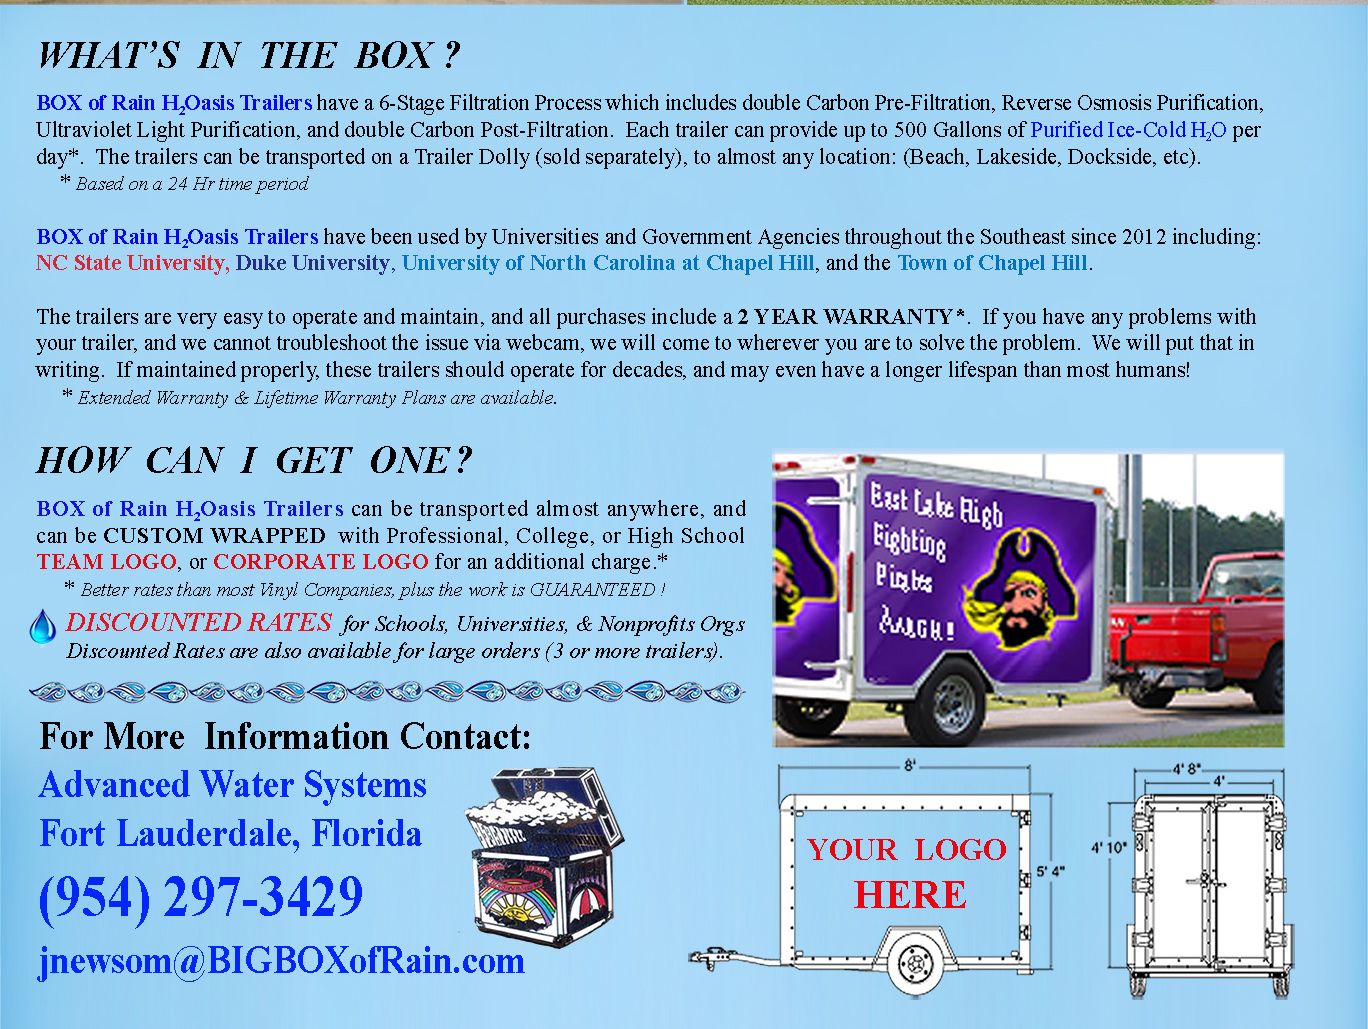 WHAT'S IN THE BOX ?
BOX of Rain H₂Oasis Trailers have a 6-Stage Filtration Process which includes double Carbon Pre-Filtration, Reverse Osmosis Purification,
Ultraviolet Light Purification, and double Carbon Post-Filtration. Each trailer can provide up to 500 Gallons of Purified Ice-Cold H₂O per
day*. The trailers can be transported on a Trailer Dolly (sold separately), to almost any location: (Beach, Lakeside, Dockside, etc).
* Based on a 24 Hr time period
BOX of Rain H₂Oasis Trailers have been used by Universities and Government Agencies throughout the Southeast since 2012 including:
NC State University, Duke University, University of North Carolina at Chapel Hill, and the Town of Chapel Hill.
The trailers are very easy to operate and maintain, and all purchases include a 2 YEAR WARRANTY*. If you have any problems with
your trailer, and we cannot troubleshoot the issue via webcam, we will come to wherever you are to solve the problem. We will put that in
writing. If maintained properly, these trailers should operate for decades, and may even have a longer lifespan than most humans!
* Extended Warranty & Lifetime Warranty Plans are available.
HOW CAN I GET ONE?
BOX of Rain H₂Oasis Trailers can be transported almost anywhere, and
can be CUSTOM WRAPPED with Professional, College, or High School
TEAM LOGO, or CORPORATE LOGO for an additional charge.*
* Better rates than most Vinyl Companies, plus the work is GUARANTEED !
DISCOUNTED RATES for Schools, Universities, & Nonprofits Orgs
Discounted Rates are also available for large orders (3 or more trailers).
East Lake High
Fighting
Pirates
AARGH!
For More Information Contact:
Advanced Water Systems
Fort Lauderdale, Florida
(954) 297-3429
jnewsom@BIGBOXofRain.com
8'
YOUR LOGO
HERE
5' 4"
4' 8"
4'
4' 10"